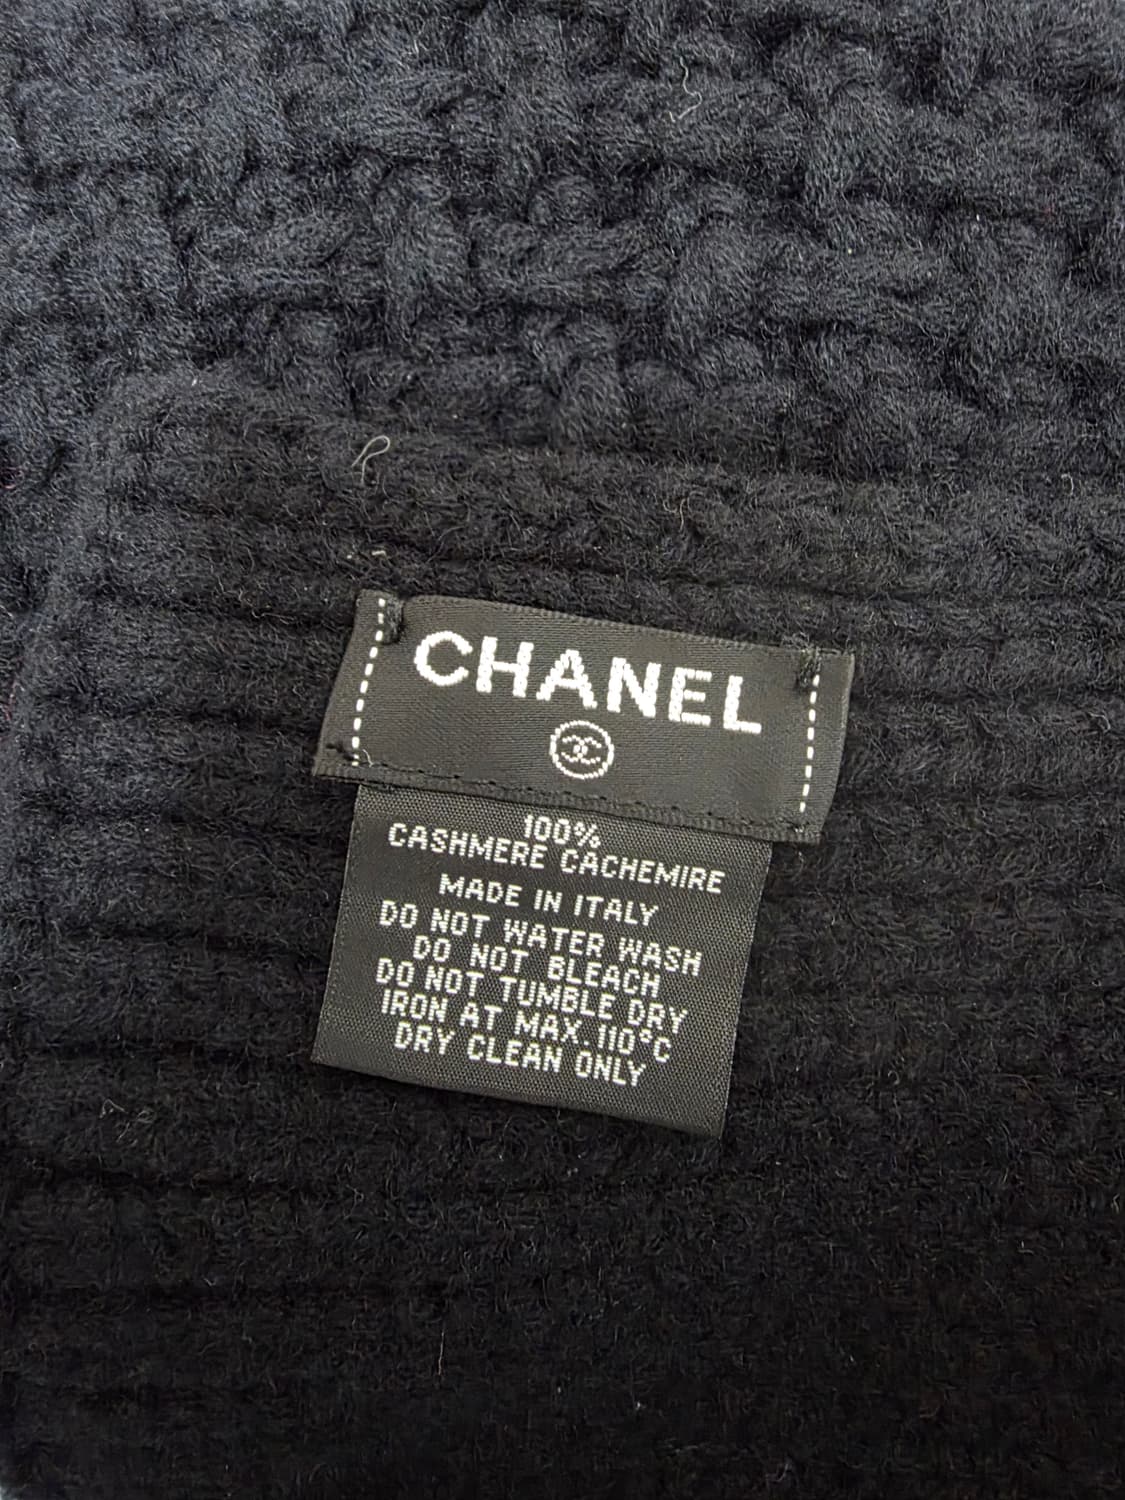 CHANEL
100%
CASHMERE CACHEMIRE
MADE IN ITALY
DO NOT WATER WASH
DO NOT BLEACH
DO NOT TUMBLE DRY
IRON AT MAX. 110°C
DRY CLEAN ONLY